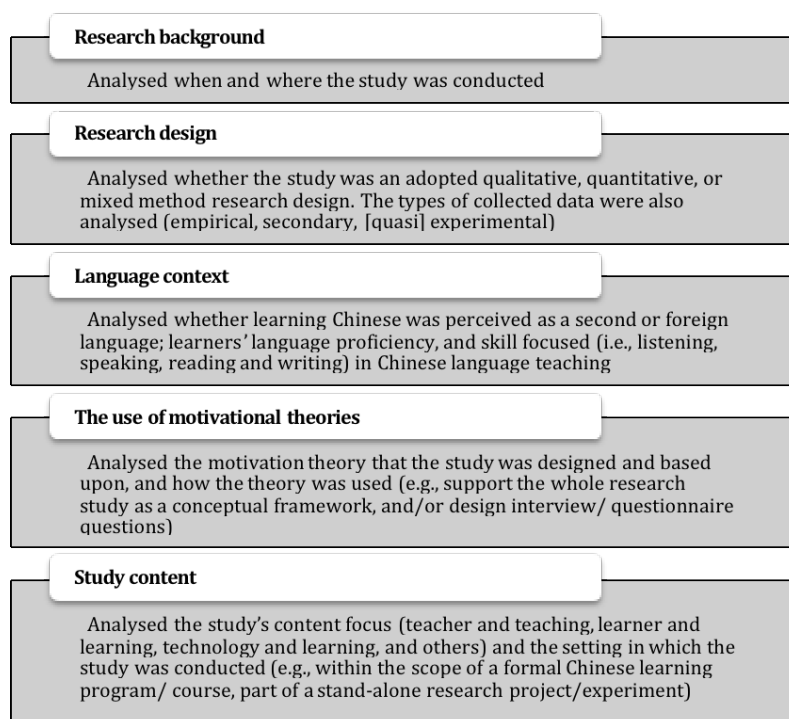 Research background
Analysed when and where the study was conducted
Research design
Analysed whether the study was an adopted qualitative, quantitative, or
mixed method research design. The types of collected data were also
analysed (empirical, secondary, [quasi] experimental)
Language context
Analysed whether learning Chinese was perceived as a second or foreign
language; learners’ language proficiency, and skill focused (i.e., listening,
speaking, reading and writing) in Chinese language teaching
The use of motivational theories
Analysed the motivation theory that the study was designed and based
upon, and how the theory was used (e.g., support the whole research
study as a conceptual framework, and/or design interview/ questionnaire
questions)
Study content
Analysed the study’s content focus (teacher and teaching, learner and
learning, technology and learning, and others) and the setting in which the
study was conducted (e.g., within the scope of a formal Chinese learning
program/ course, part of a stand-alone research project/experiment)